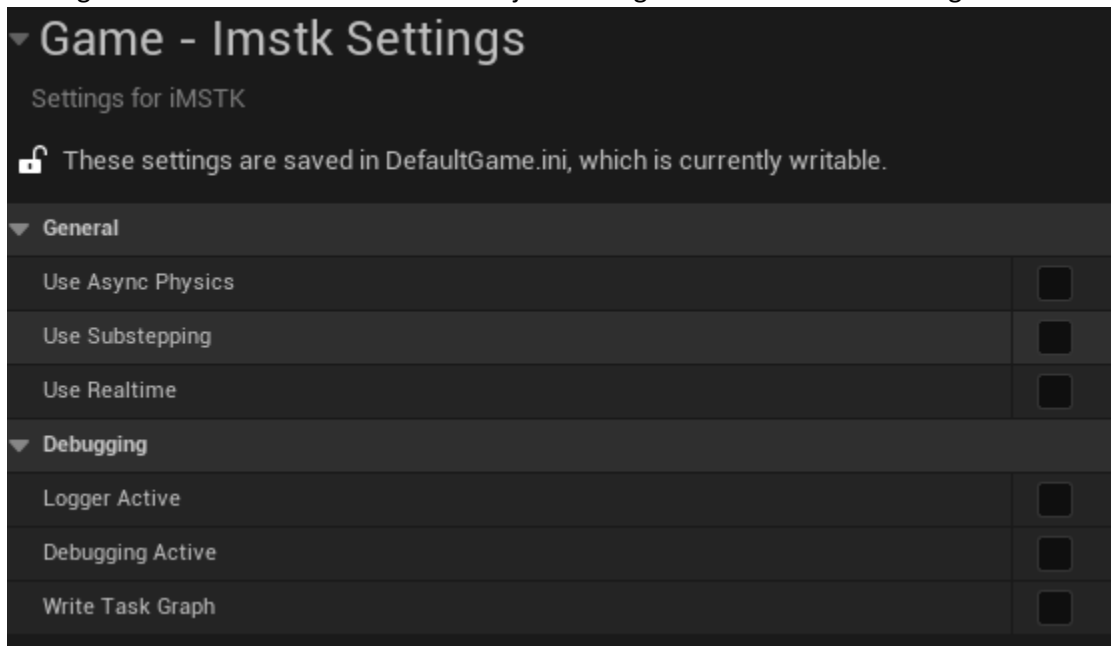 Game - Imstk Settings
Settings for iMSTK
These settings are saved in DefaultGame.ini, which is currently writable.
General
Use Async Physics
Use Substepping
Use Realtime
Debugging
Logger Active
Debugging Active
Write Task Graph